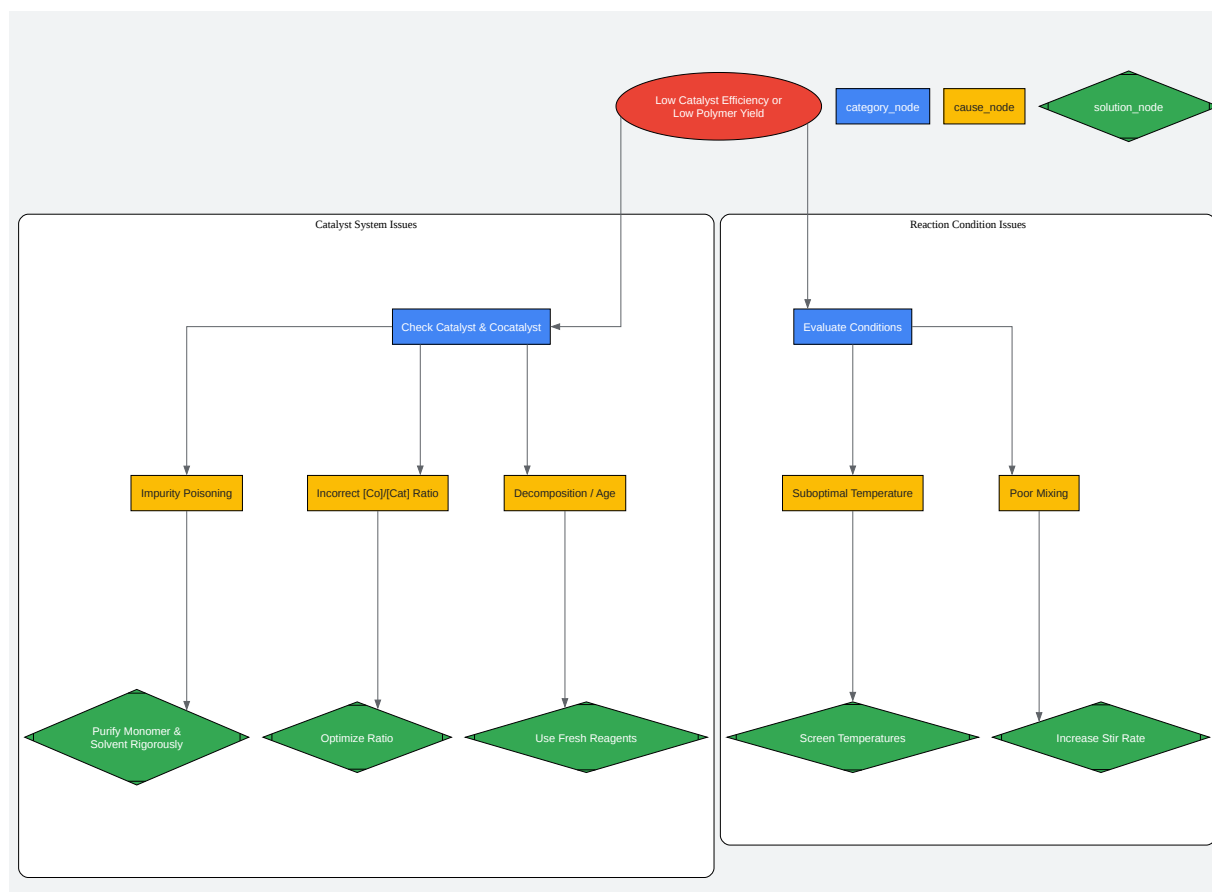 Low Catalyst Efficiency or
Low Polymer Yield
category_node
cause_node
solution_node
Catalyst System Issues
Reaction Condition Issues
Check Catalyst & Cocatalyst
Evaluate Conditions
Impurity Poisoning
Incorrect [Co]/[Cat] Ratio
Decomposition / Age
Suboptimal Temperature
Poor Mixing
Purify Monomer &
Solvent Rigorously
Optimize Ratio
Use Fresh Reagents
Screen Temperatures
Increase Stir Rate